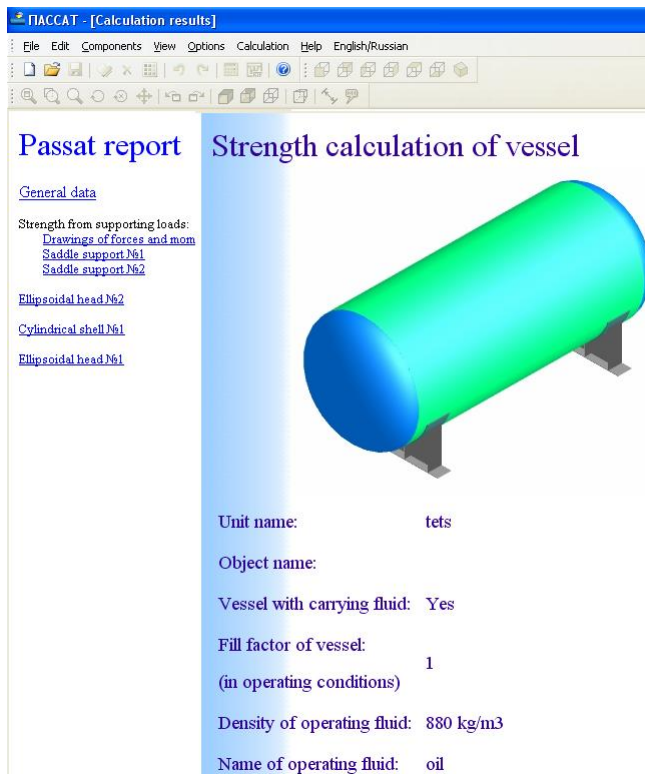 ПАССАТ - [Calculation results]
File Edit Components View Options Calculation Help English/Russian
Passat report
General data
Strength from supporting loads:
Drawings of forces and mom
Saddle support №1
Saddle support №2
Ellipsoidal head №2
Cylindrical shell №1
Ellipsoidal head №1
Strength calculation of vessel
Unit name: tets
Object name:
Vessel with carrying fluid: Yes
Fill factor of vessel:
(in operating conditions) 1
Density of operating fluid: 880 kg/m3
Name of operating fluid: oil